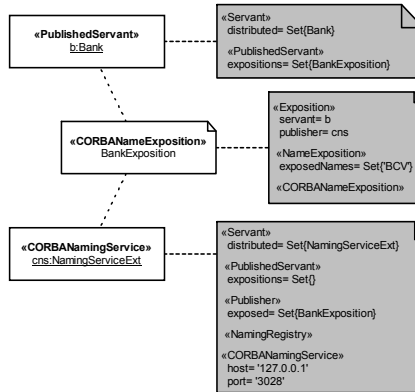 «PublishedServant»
b:Bank
«Servant»
distributed= Set{Bank}
«PublishedServant»
expositions= Set{BankExposition}
«CORBANameExposition»
BankExposition
«Exposition»
servant= b
publisher= cns
«NameExposition»
exposedNames= Set{'BCV'}
«CORBANameExposition»
«CORBANamingService»
cns:NamingServiceExt
«Servant»
distributed= Set{NamingServiceExt}
«PublishedServant»
expositions= Set{}
«Publisher»
exposed= Set{BankExposition}
«NamingRegistry»
«CORBANamingService»
host= '127.0.0.1'
port= '3028'